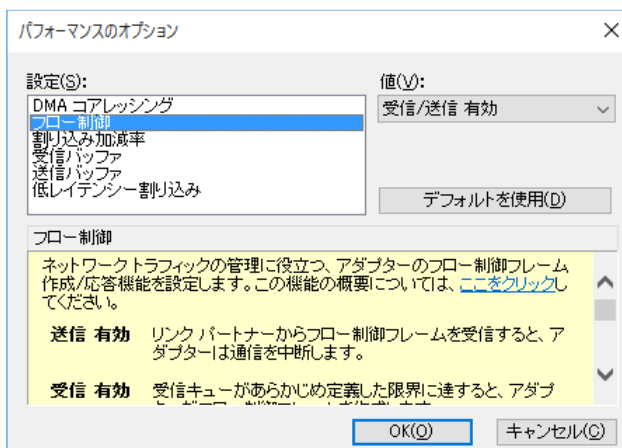 パフォーマンスのオプション
設定(S):
値(V):
DMA コアレッシング
フロー制御
割り込み加減率
受信バッファ
送信バッファ
低レイテンシー割り込み
受信/送信 有効
デフォルトを使用(D)
フロー制御
ネットワークトラフィックの管理に役立つ、アダプターのフロー制御フレーム
作成/応答機能を設定します。この機能の概要については、ここをクリックし
てください。
送信 有効 リンク パートナーからフロー制御フレームを受信すると、ア
ダプターは通信を中断します。
受信 有効 受信キューがあらかじめ定義した限界に達すると、アダプ
OK(O)
キャンセル(C)